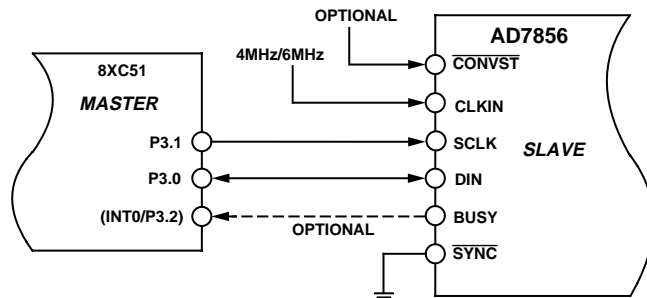 OPTIONAL
AD7856
4MHz/6MHz
8XC51
MASTER
CONVST
CLKIN
P3.1
SCLK
SLAVE
P3.0
DIN
(INT0/P3.2)
BUSY
OPTIONAL
SYNC